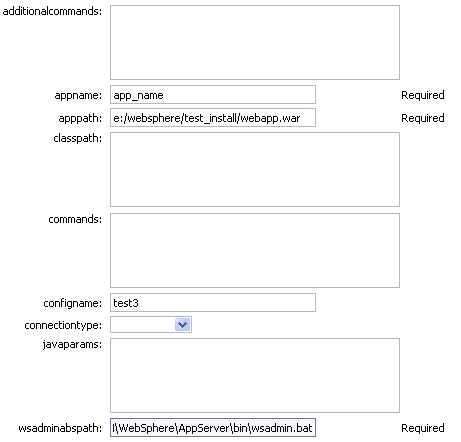 additionalcommands:
appname: app_name Required
apppath: e:/websphere/test_install/webapp.war Required
classpath:
commands:
configname: test3
connectiontype:
javaparams:
wsadminabspath: \WebSphere\AppServer\bin\wsadmin.bat Required